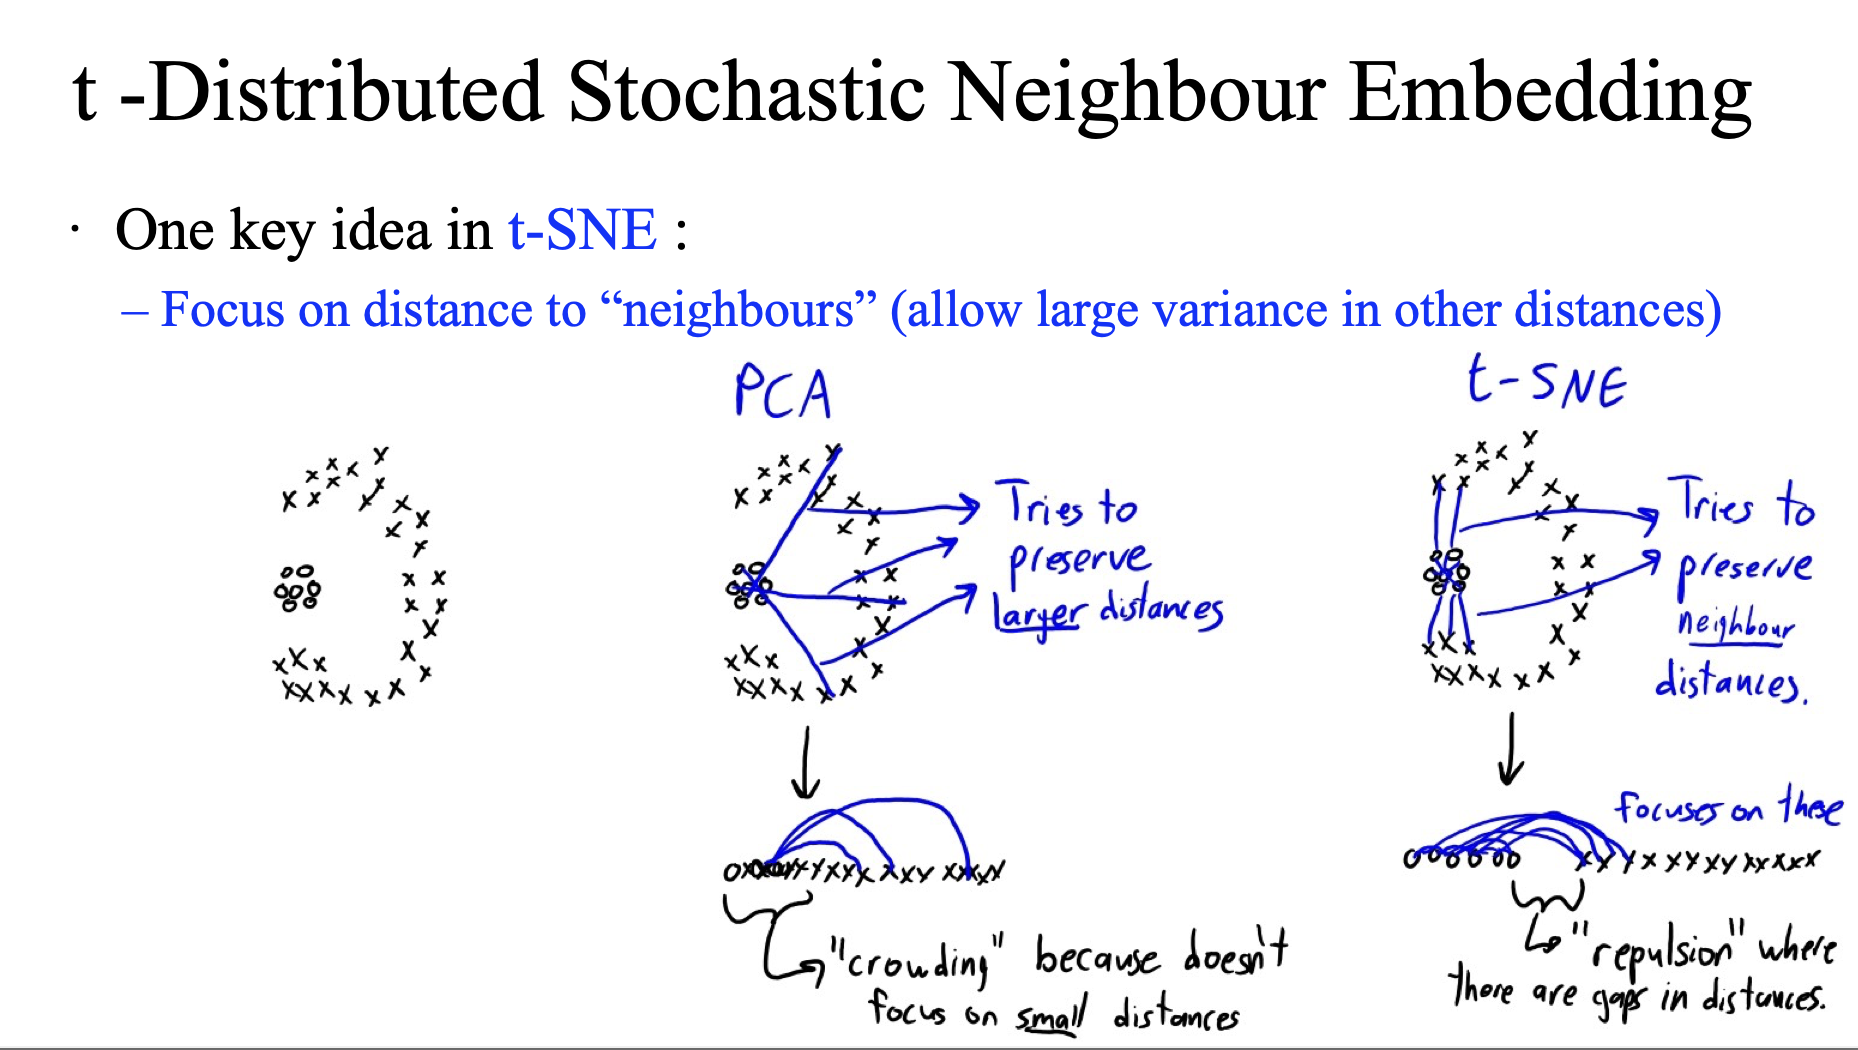 t -Distributed Stochastic Neighbour Embedding
· One key idea in t-SNE :
– Focus on distance to “neighbours” (allow large variance in other distances)
PCA
Tries to
preserve
larger distances
"crowding" because doesn't
focus on small distances
t-SNE
Tries to
preserve
neighbour
distances.
focuses on these
"repulsion" where
there are gaps in distances.